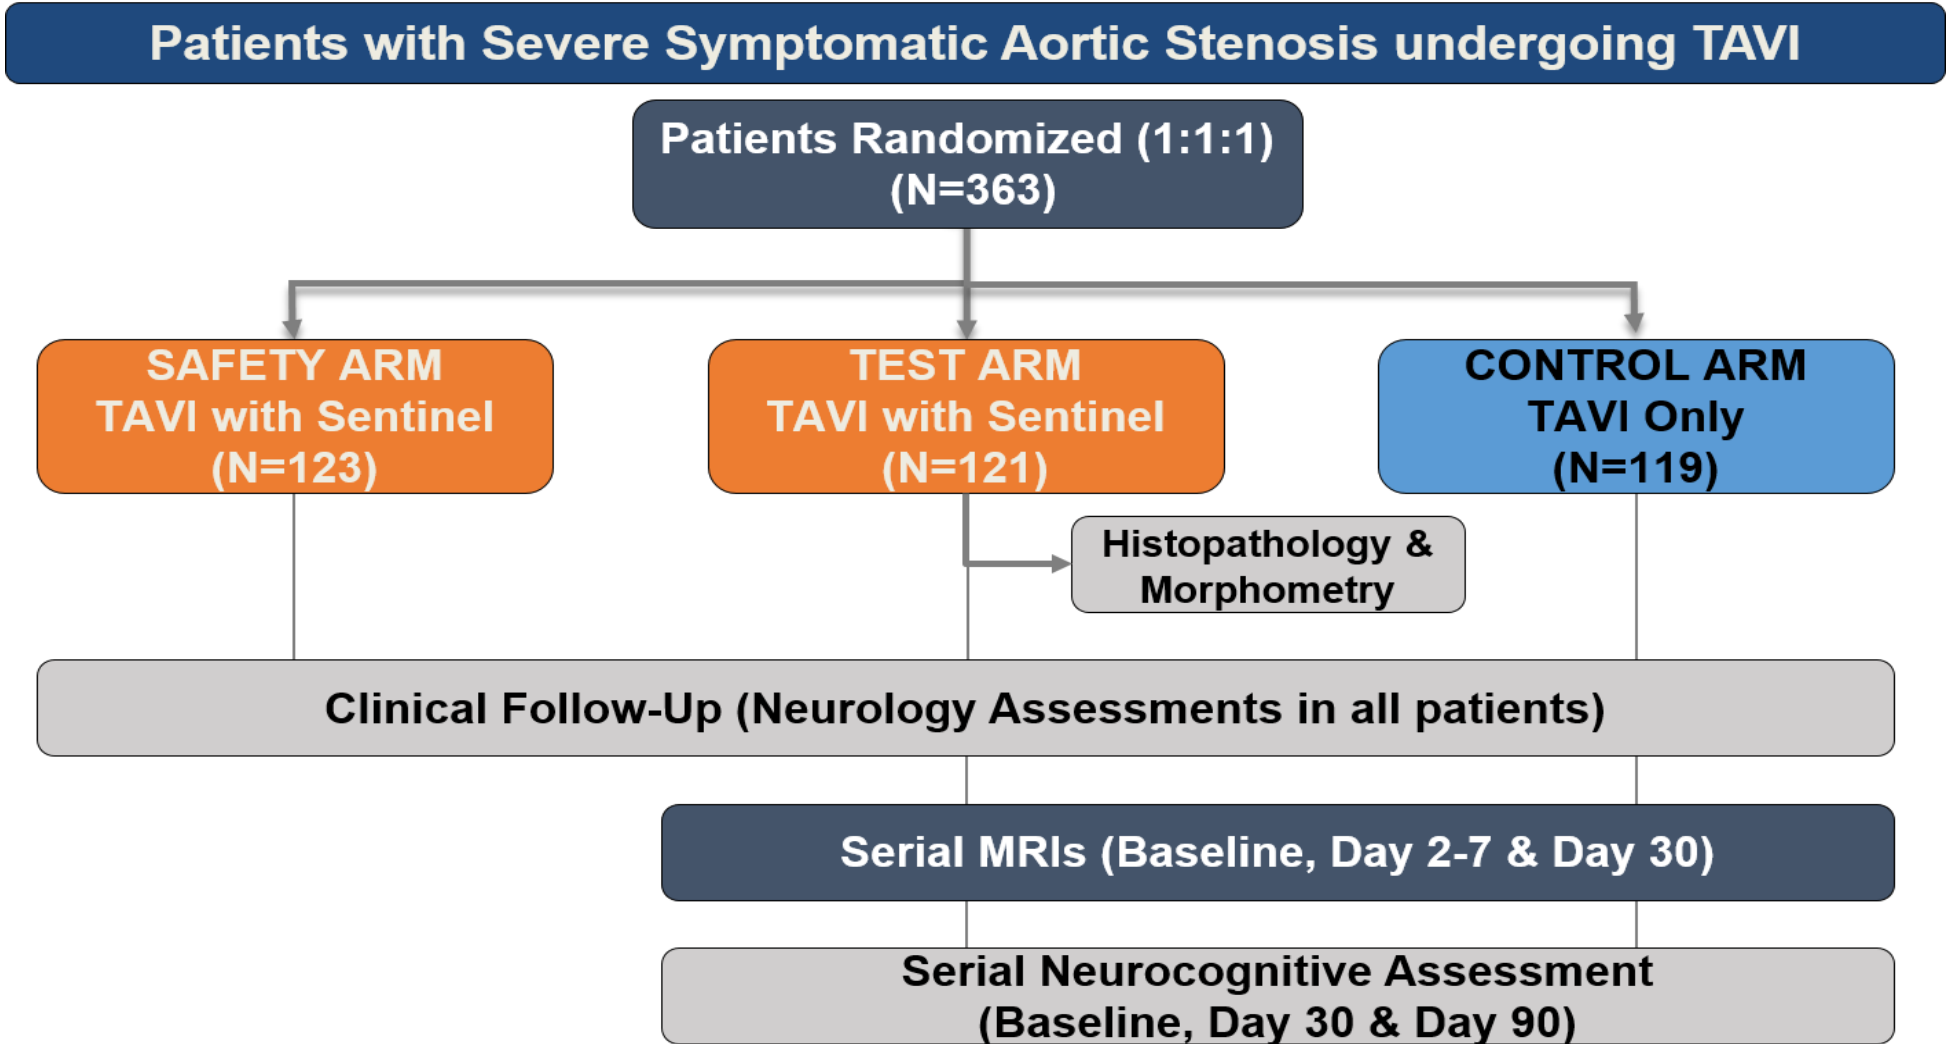 Patients with Severe Symptomatic Aortic Stenosis undergoing TAVI
Patients Randomized (1:1:1)
(N=363)
SAFETY ARM
TAVI with Sentinel
(N=123)
TEST ARM
TAVI with Sentinel
(N=121)
CONTROL ARM
TAVI Only
(N=119)
Histopathology &
Morphometry
Clinical Follow-Up (Neurology Assessments in all patients)
Serial MRIs (Baseline, Day 2-7 & Day 30)
Serial Neurocognitive Assessment
(Baseline, Day 30 & Day 90)